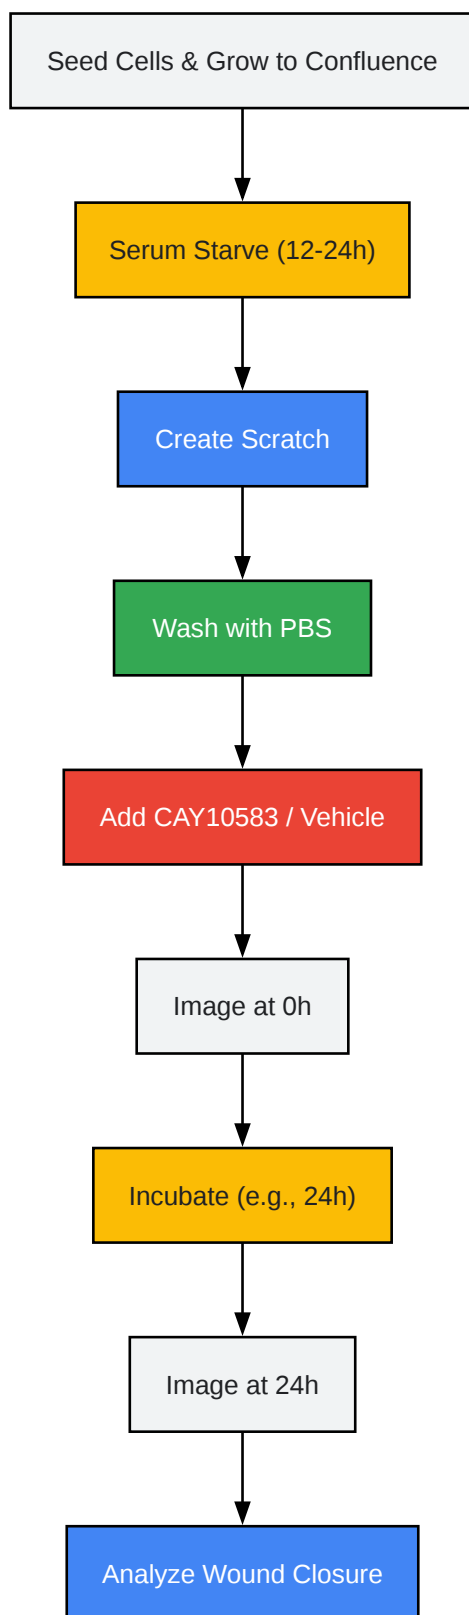 Seed Cells & Grow to Confluence
Serum Starve (12-24h)
Create Scratch
Wash with PBS
Add CAY10583 / Vehicle
Image at 0h
Incubate (e.g., 24h)
Image at 24h
Analyze Wound Closure